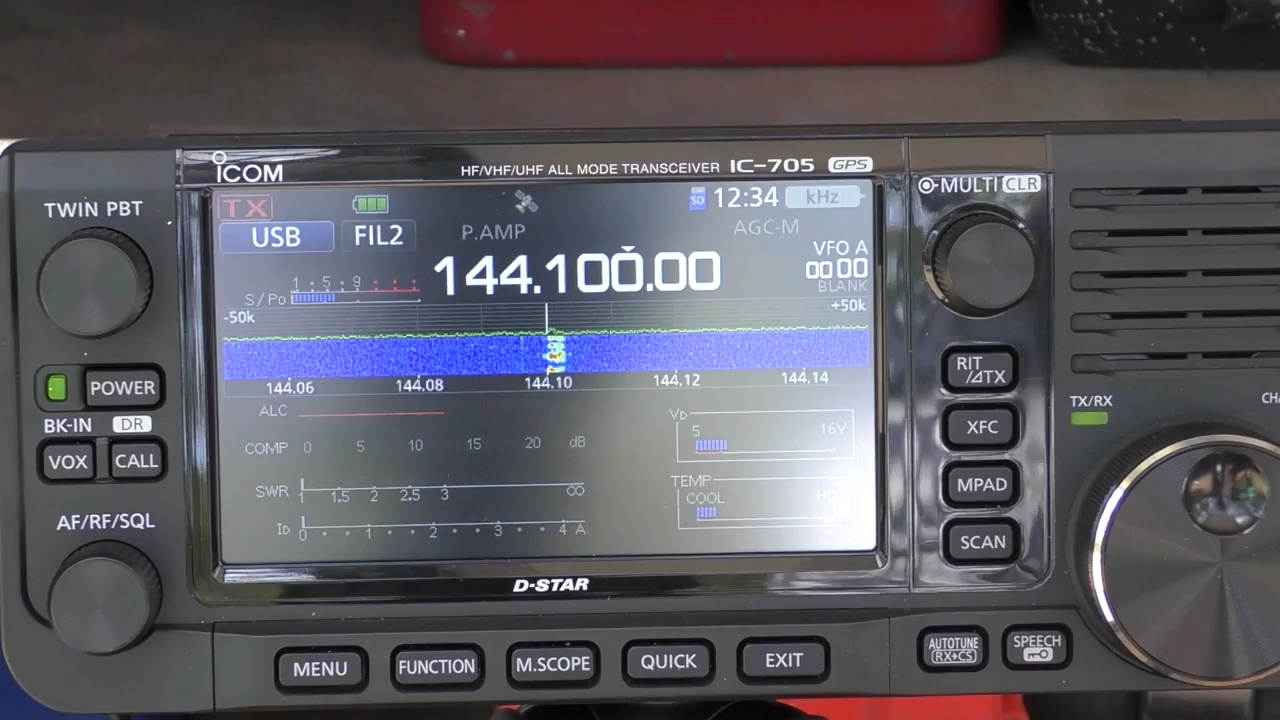 ICOM
HF/VHF/UHF ALL MODE TRANSCEIVER IC-705 GPS
TWIN PBT
MULTI CLR
TX
SD 12:34 kHz
USB FIL2 P.AMP AGC-M
144.100.00
VFO A
00 00
BLANK
S/Po 1 · 5 · 9
-50k +50k
144.06 144.08 144.10 144.12 144.14
ALC
COMP 0 5 10 15 20 dB
SWR 1 1.5 2 2.5 3 ∞
ID 0 1 2 3 4 A
VD
5 16V
TEMP
COOL
D-STAR
POWER
BK-IN DR
VOX CALL
AF/RF/SQL
RIT
/⊿TX
XFC
MPAD
SCAN
TX/RX
MENU FUNCTION M.SCOPE QUICK EXIT
AUTOTUNE
RX→CS
SPEECH